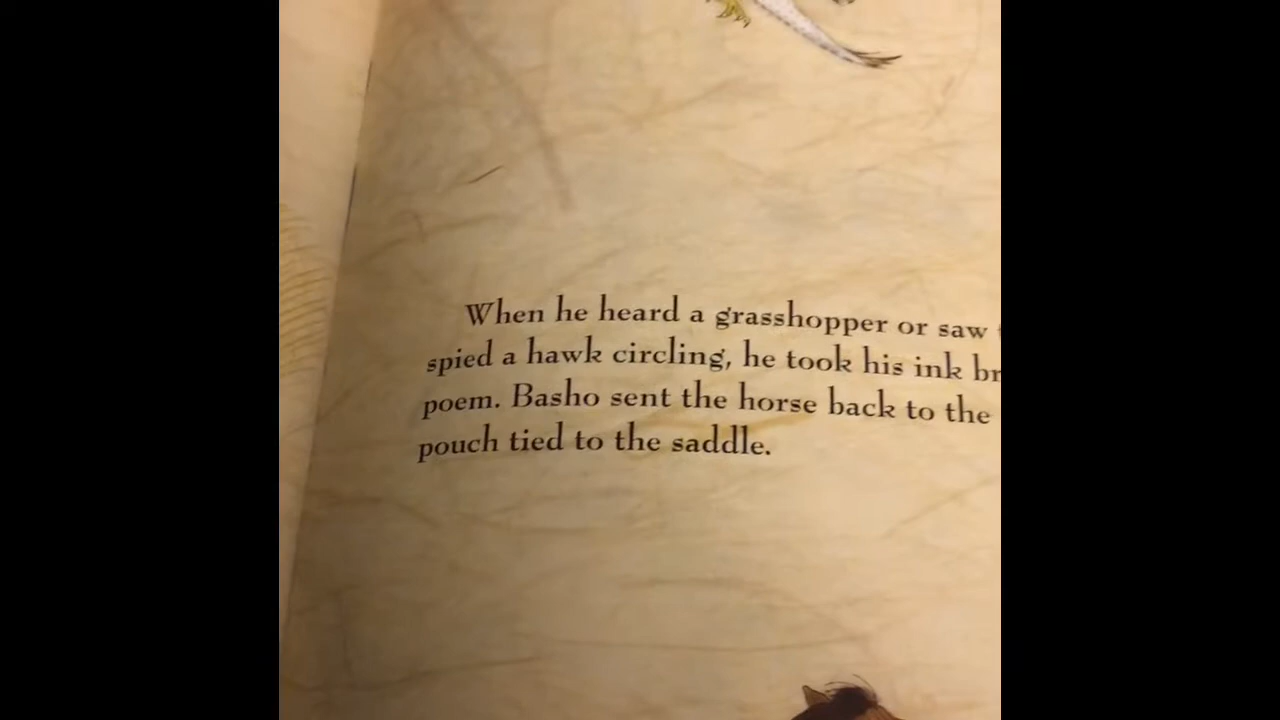 When he heard a grasshopper or saw
spied a hawk circling, he took his ink
poem. Basho sent the horse back to the
pouch tied to the saddle.